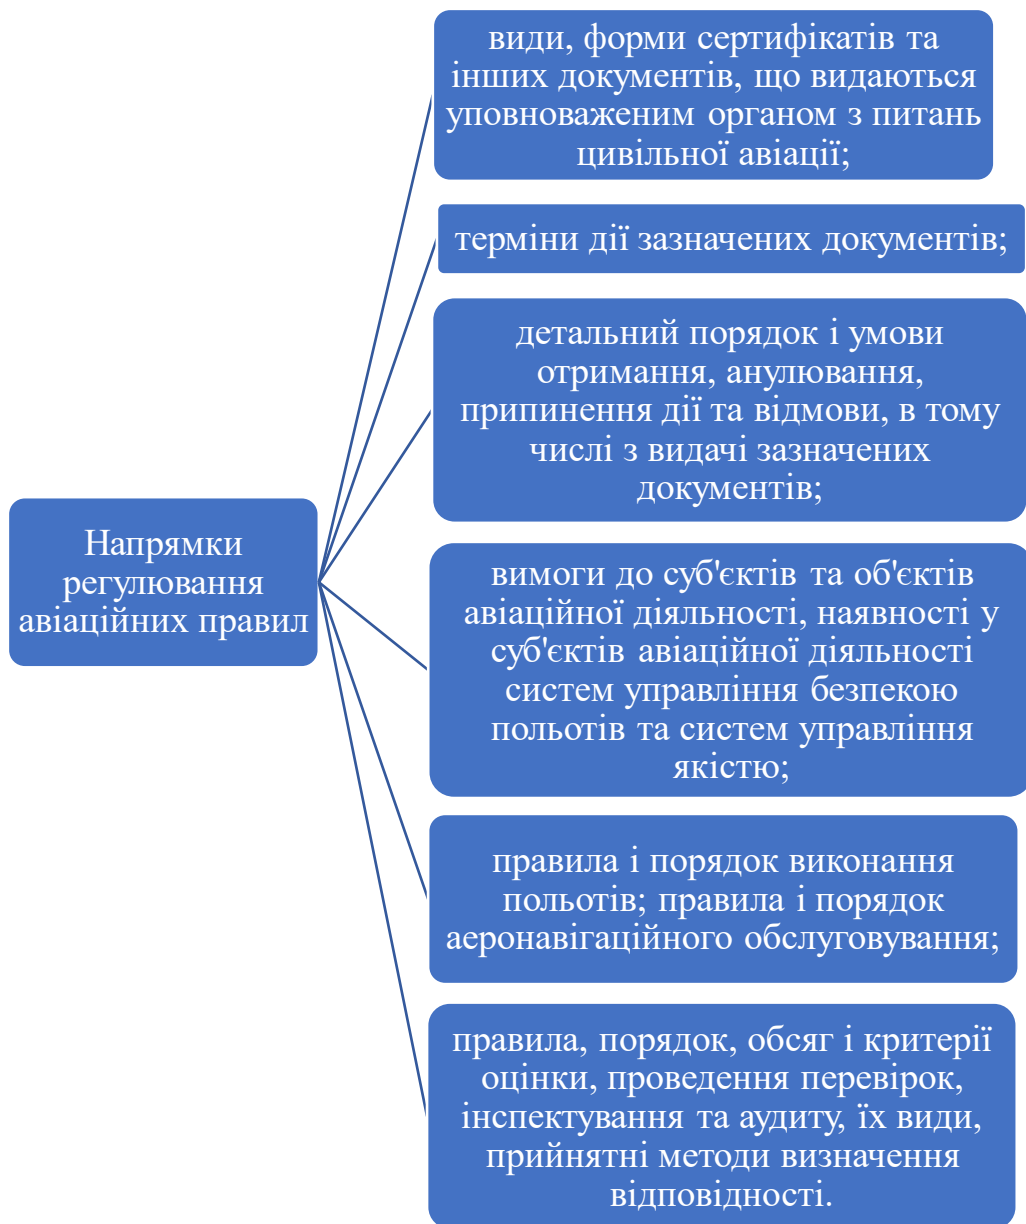 види, форми сертифікатів та
інших документів, що видаються
уповноваженим органом з питань
цивільної авіації;
терміни дії зазначених документів;
детальний порядок і умови
отримання, анулювання,
припинення дії та відмови, в тому
числі з видачі зазначених
документів;
Напрямки
регулювання
авіаційних правил
вимоги до суб'єктів та об'єктів
авіаційної діяльності, наявності у
суб'єктів авіаційної діяльності
систем управління безпекою
польотів та систем управління
якістю;
правила і порядок виконання
польотів; правила і порядок
аеронавігаційного обслуговування;
правила, порядок, обсяг і критерії
оцінки, проведення перевірок,
інспектування та аудиту, їх види,
прийнятні методи визначення
відповідності.